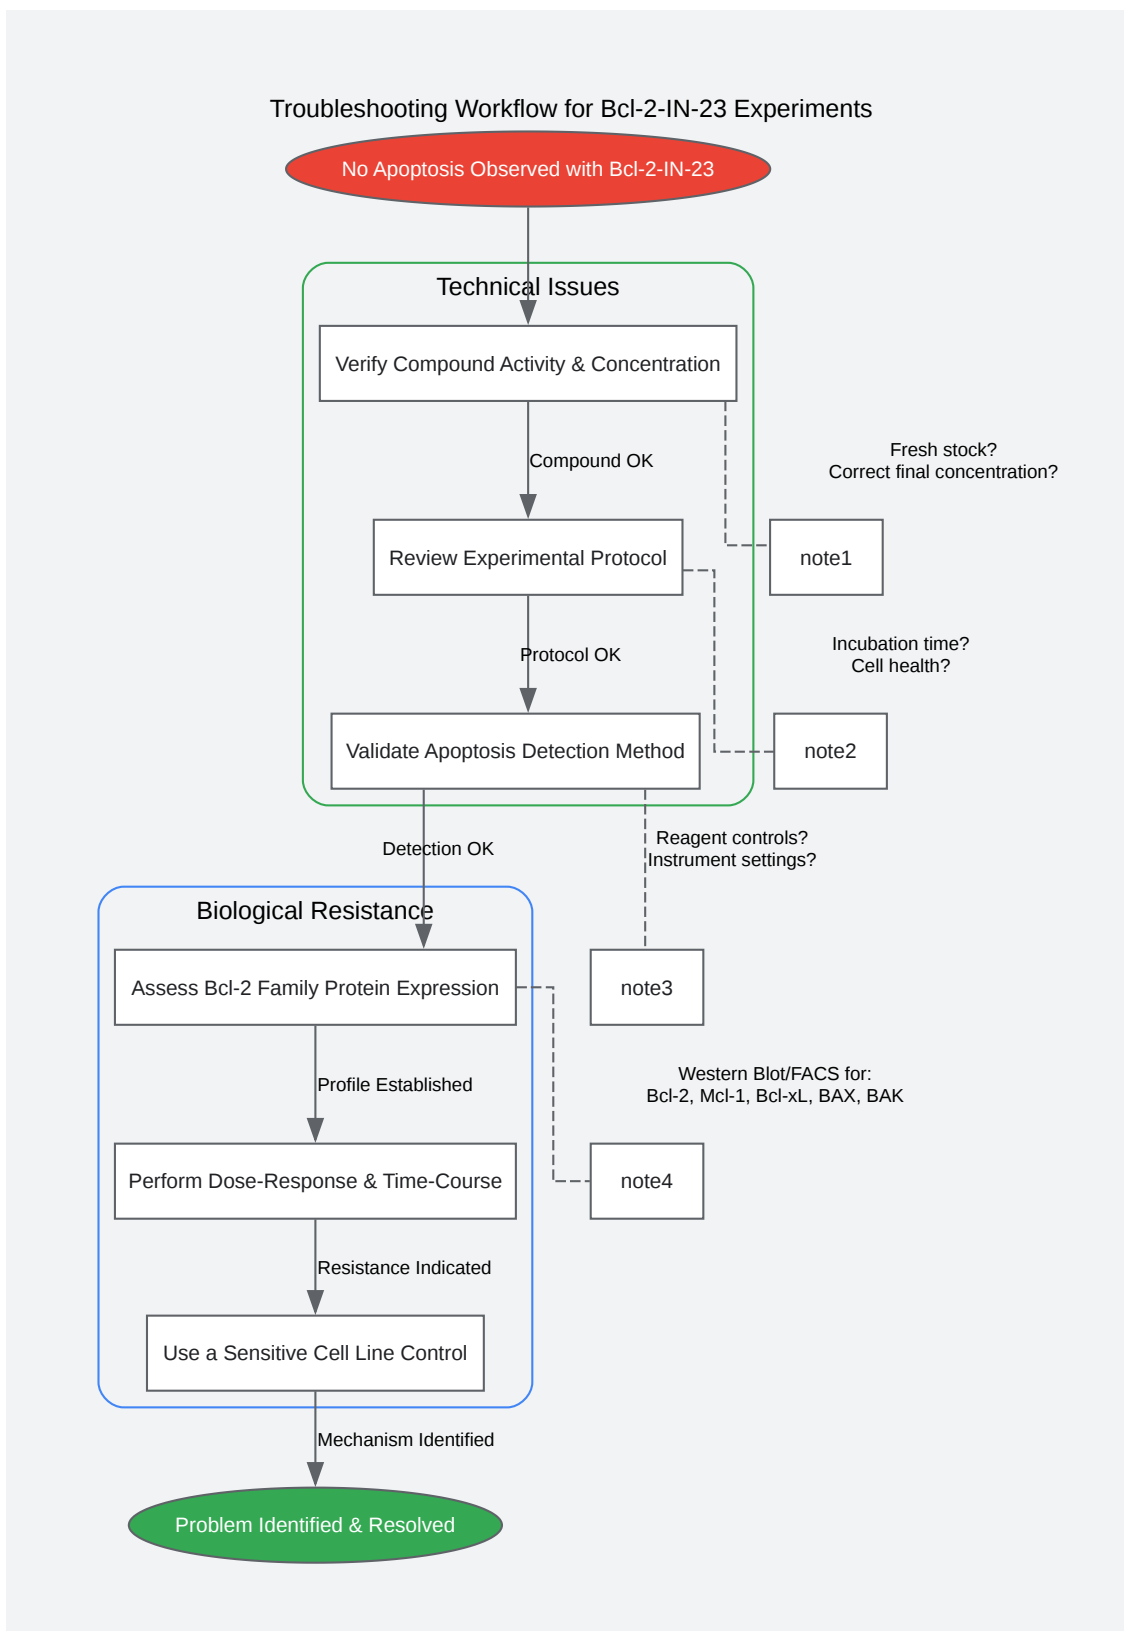 Troubleshooting Workflow for Bcl-2-IN-23 Experiments
No Apoptosis Observed with Bcl-2-IN-23
Technical Issues
Verify Compound Activity & Concentration
Compound OK
Fresh stock?
Correct final concentration?
Review Experimental Protocol
note1
Protocol OK
Incubation time?
Cell health?
Validate Apoptosis Detection Method
note2
Detection OK
Reagent controls?
Instrument settings?
Biological Resistance
Assess Bcl-2 Family Protein Expression
note3
Profile Established
Western Blot/FACS for:
Bcl-2, Mcl-1, Bcl-xL, BAX, BAK
Perform Dose-Response & Time-Course
note4
Resistance Indicated
Use a Sensitive Cell Line Control
Mechanism Identified
Problem Identified & Resolved